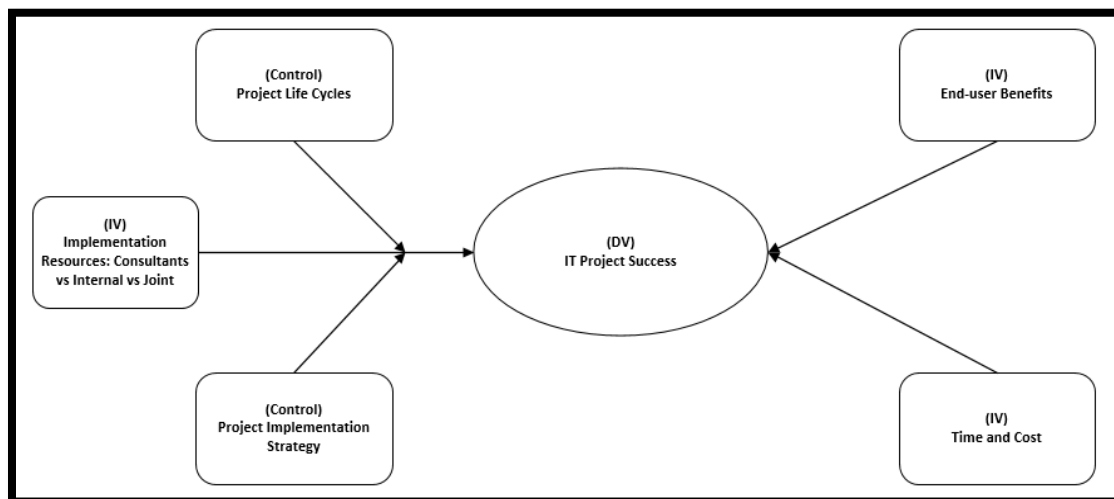 (Control)
Project Life Cycles
(IV)
End-user Benefits
(IV)
Implementation
Resources: Consultants
vs Internal vs Joint
(DV)
IT Project Success
(Control)
Project Implementation
Strategy
(IV)
Time and Cost